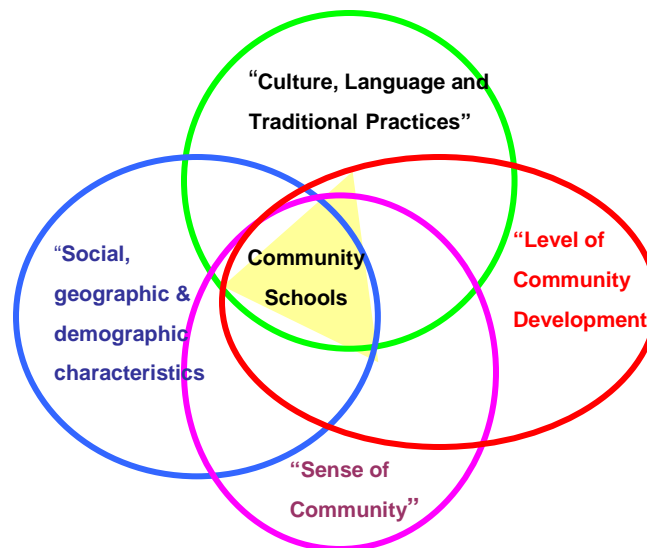 “Culture, Language and
Traditional Practices”
“Social,
geographic &
demographic
characteristics
Community
Schools
“Level of
Community
Development
“Sense of
Community”